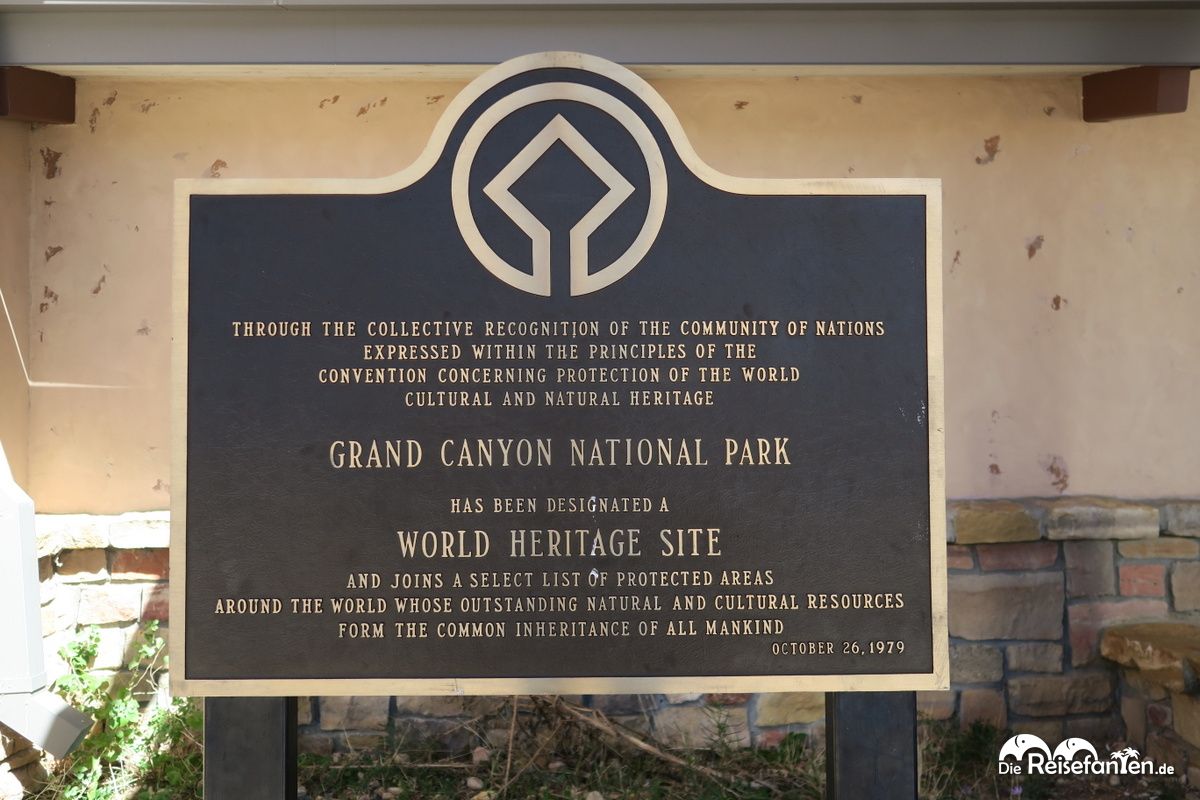 THROUGH THE COLLECTIVE RECOGNITION OF THE COMMUNITY OF NATIONS
EXPRESSED WITHIN THE PRINCIPLES OF THE
CONVENTION CONCERNING PROTECTION OF THE WORLD
CULTURAL AND NATURAL HERITAGE
GRAND CANYON NATIONAL PARK
HAS BEEN DESIGNATED A
WORLD HERITAGE SITE
AND JOINS A SELECT LIST OF PROTECTED AREAS
AROUND THE WORLD WHOSE OUTSTANDING NATURAL AND CULTURAL RESOURCES
FORM THE COMMON INHERITANCE OF ALL MANKIND
OCTOBER 26, 1979
Die Reisefanten.de